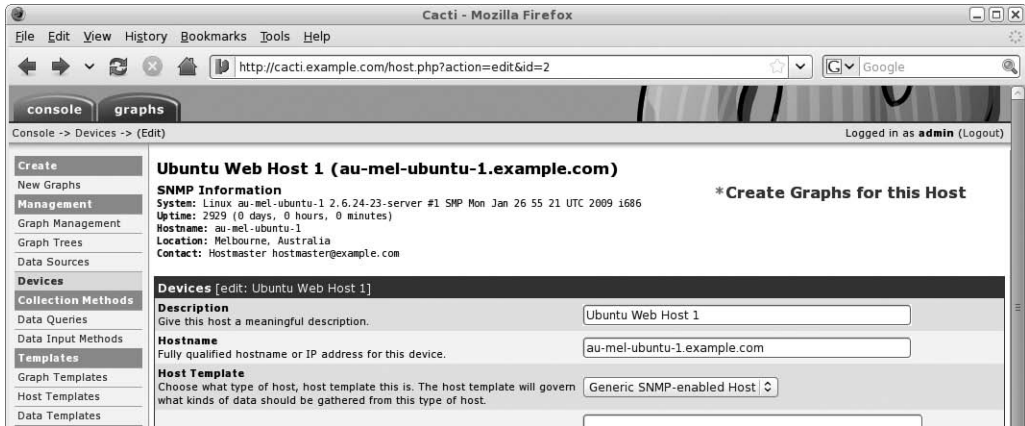 Cacti - Mozilla Firefox
File Edit View History Bookmarks Tools Help
http://cacti.example.com/host.php?action=edit&id=2
G Google
console graphs
Console -> Devices -> (Edit)
Logged in as admin (Logout)
Create
New Graphs
Management
Graph Management
Graph Trees
Data Sources
Devices
Collection Methods
Data Queries
Data Input Methods
Templates
Graph Templates
Host Templates
Data Templates
Ubuntu Web Host 1 (au-mel-ubuntu-1.example.com)
SNMP Information
System: Linux au-mel-ubuntu-1 2.6.24-23-server #1 SMP Mon Jan 26 55 21 UTC 2009 i686
Uptime: 2929 (0 days, 0 hours, 0 minutes)
Hostname: au-mel-ubuntu-1
Location: Melbourne, Australia
Contact: Hostmaster hostmaster@example.com
*Create Graphs for this Host
Devices [edit: Ubuntu Web Host 1]
Description
Give this host a meaningful description.
Ubuntu Web Host 1
Hostname
Fully qualified hostname or IP address for this device.
au-mel-ubuntu-1.example.com
Host Template
Choose what type of host, host template this is. The host template will govern
what kinds of data should be gathered from this type of host.
Generic SNMP-enabled Host